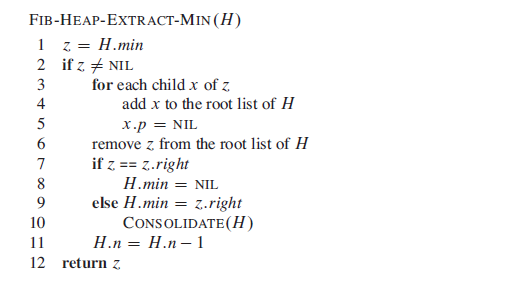 FIB-HEAP-EXTRACT-MIN(H)
1 z = H.min
2 if z ≠ NIL
3 for each child x of z
4 add x to the root list of H
5 x.p = NIL
6 remove z from the root list of H
7 if z == z.right
8 H.min = NIL
9 else H.min = z.right
10 CONSOLIDATE(H)
11 H.n = H.n − 1
12 return z